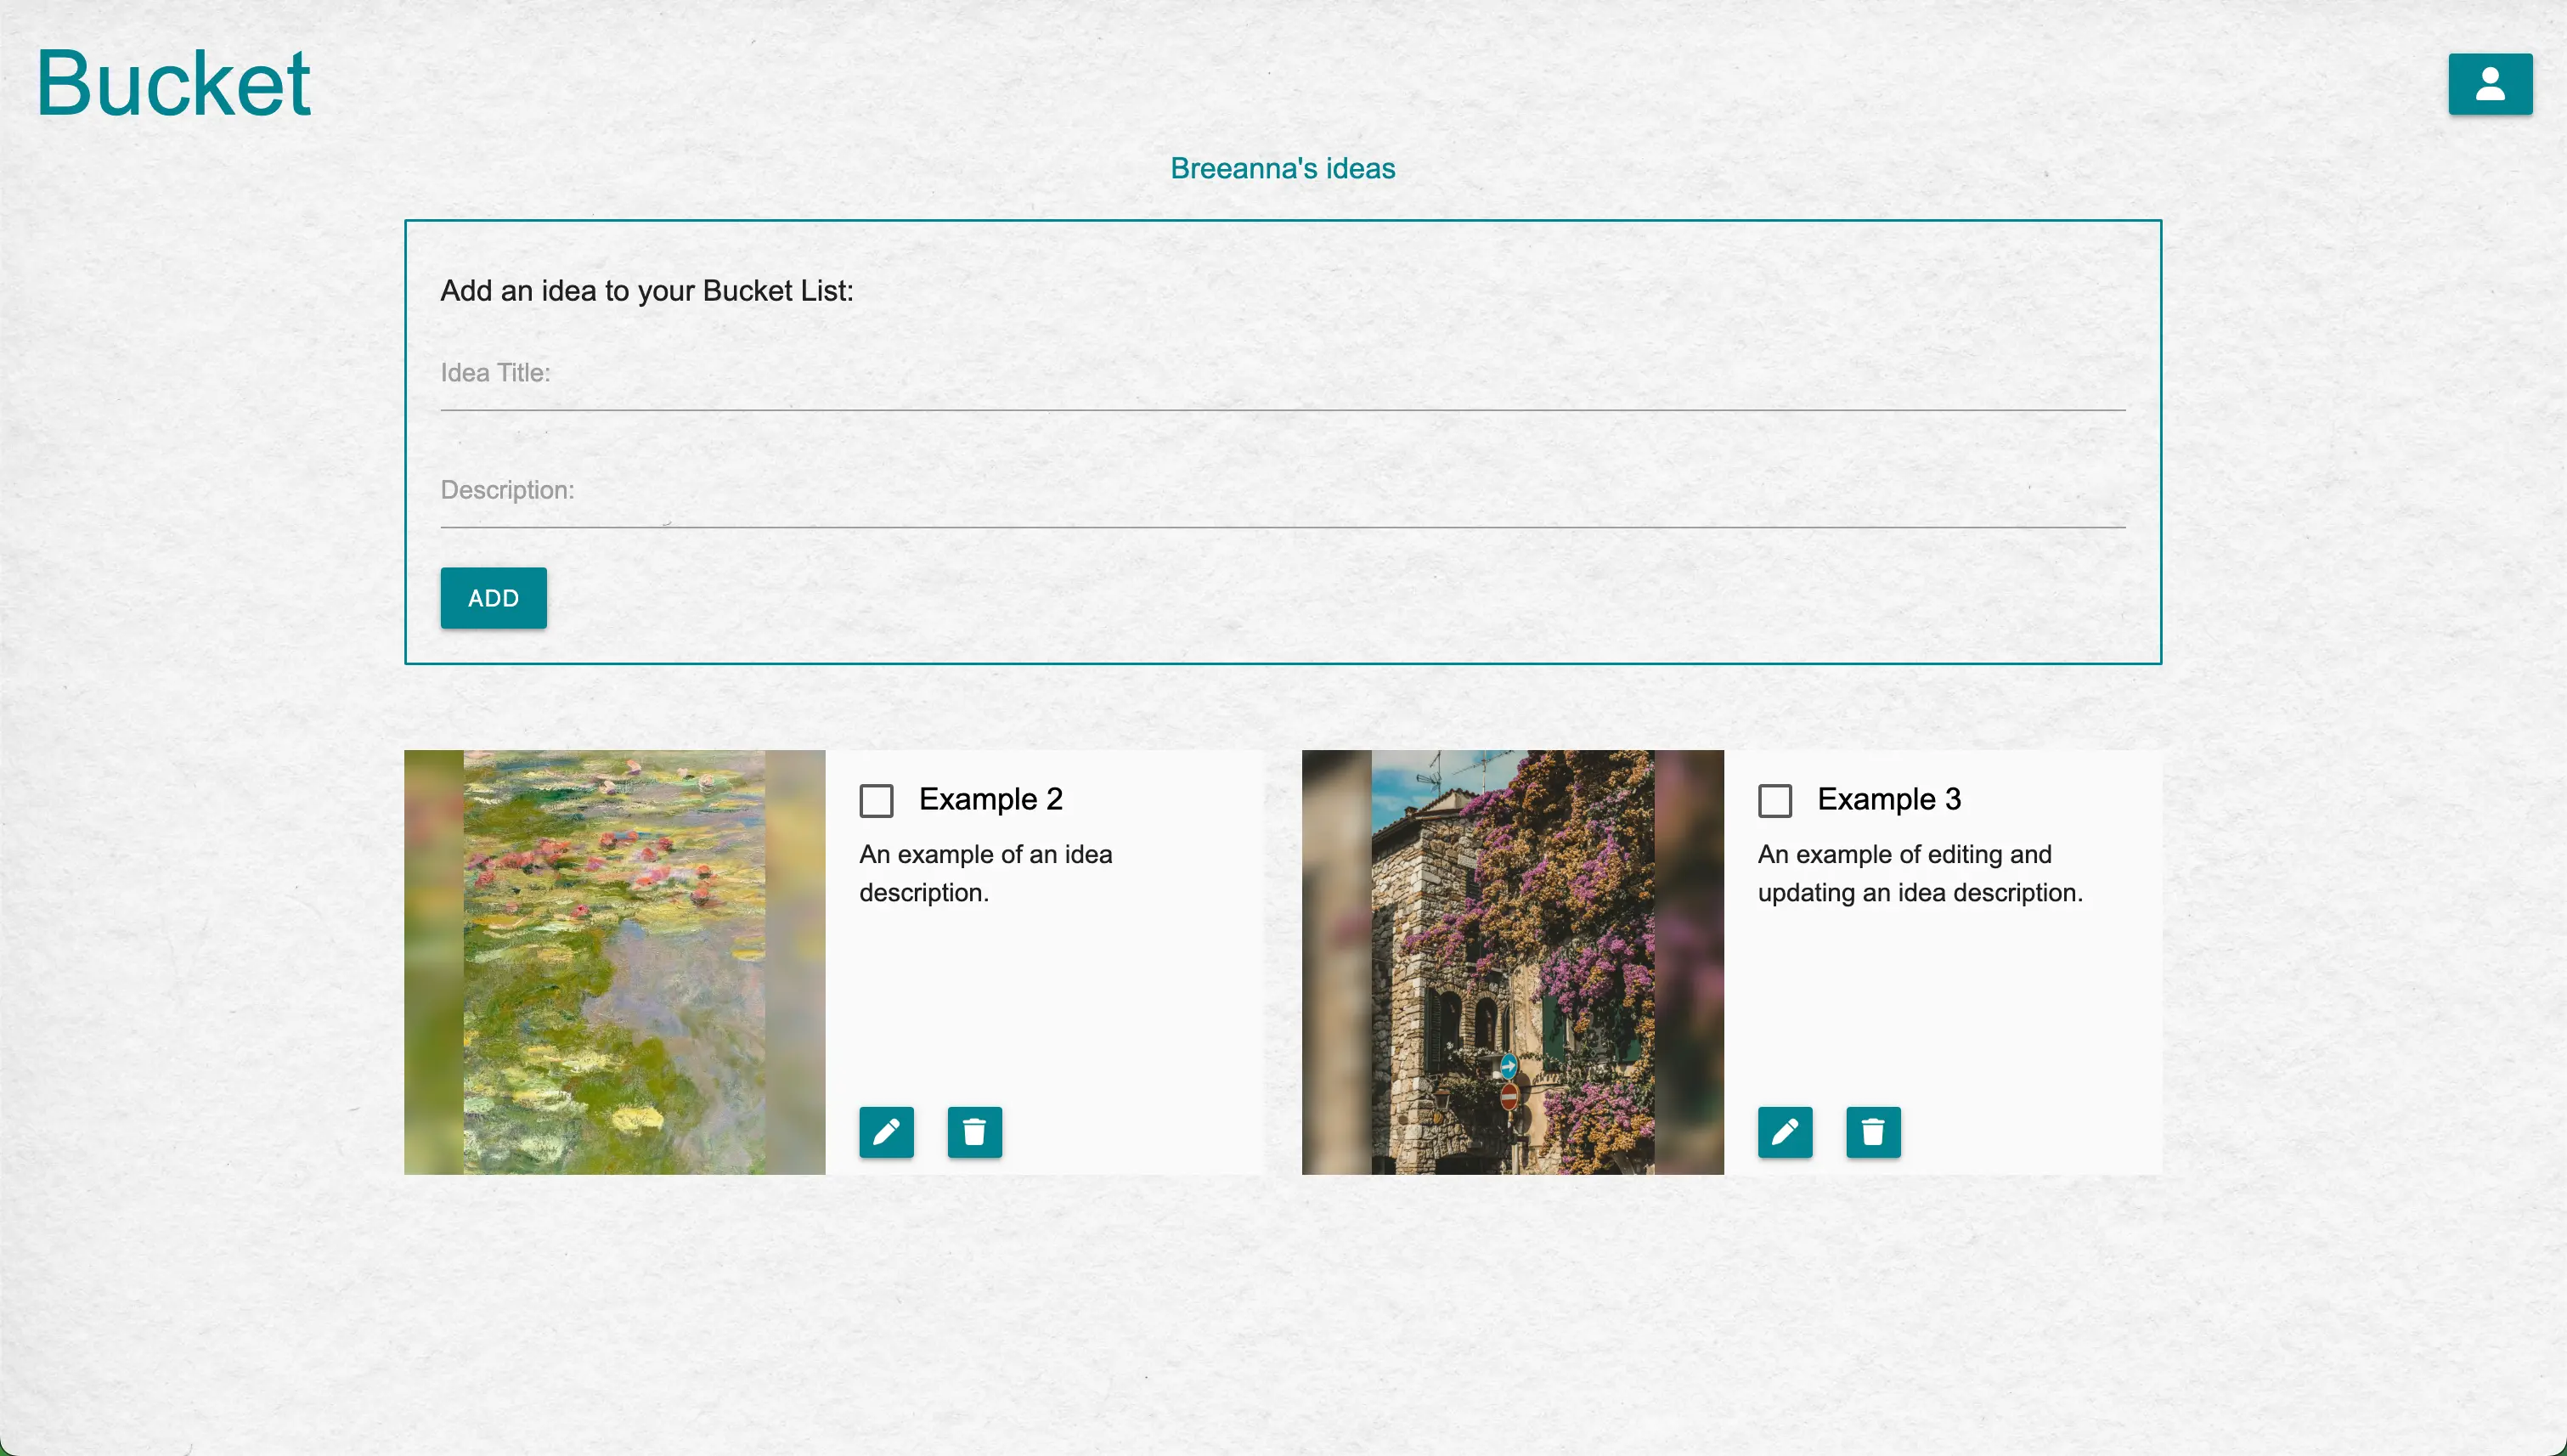 Bucket
Breeanna's ideas
Add an idea to your Bucket List:
Idea Title:
Description:
ADD
Example 2
An example of an idea
description.
Example 3
An example of editing and
updating an idea description.